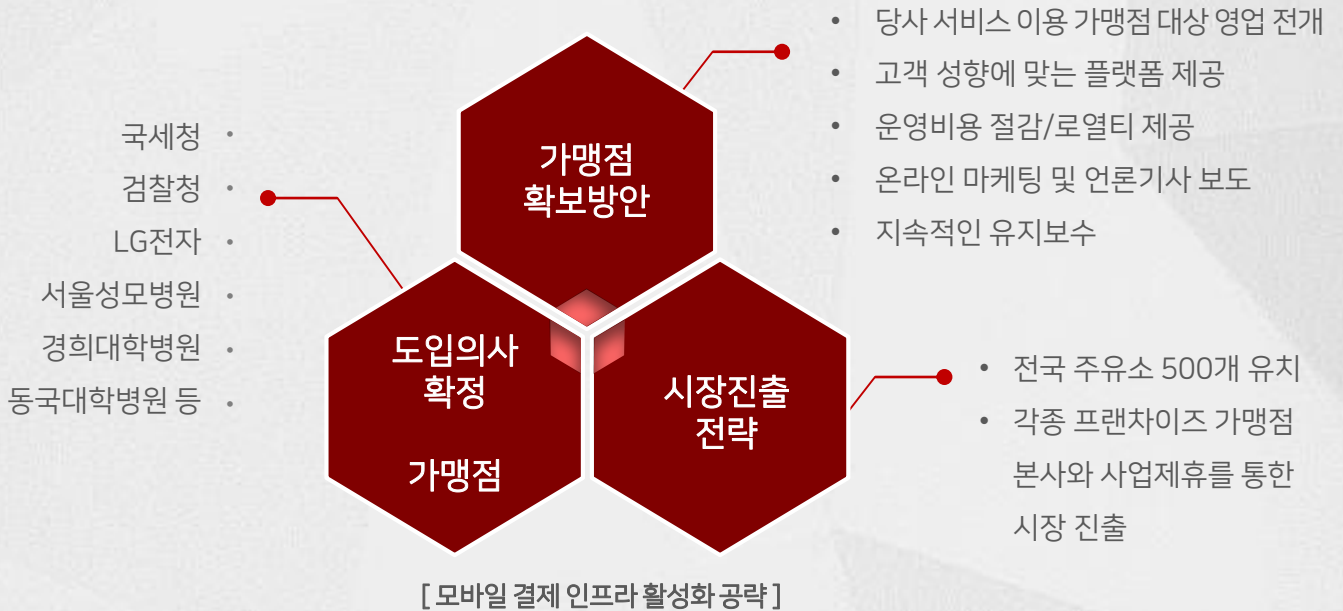 • 당사 서비스 이용 가맹점 대상 영업 전개
• 고객 성향에 맞는 플랫폼 제공
• 운영비용 절감/로열티 제공
• 온라인 마케팅 및 언론기사 보도
• 지속적인 유지보수
가맹점
확보방안
국세청 •
검찰청 •
LG전자 •
서울성모병원 •
경희대학병원 •
동국대학병원 등 •
도입의사
확정
가맹점
시장진출
전략
• 전국 주유소 500개 유치
• 각종 프랜차이즈 가맹점
본사와 사업제휴를 통한
시장 진출
[ 모바일 결제 인프라 활성화 공략 ]